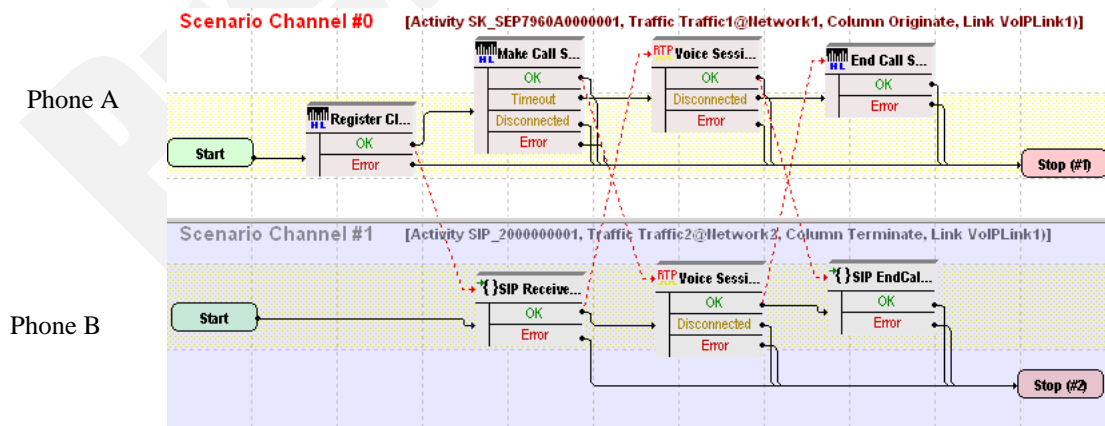 Scenario Channel #0 [Activity SK_SEP7960A0000001, Traffic Traffic1@Network1, Column Originate, Link VoIPLink1)]
Phone A
Start
HL Register Cl...
OK
Error
HL Make Call S...
OK
Timeout
Disconnected
Error
RTP Voice Sessi...
OK
Disconnected
Error
HL End Call S...
OK
Error
Stop (#1)
Scenario Channel #1 [Activity SIP_2000000001, Traffic Traffic2@Network2, Column Terminate, Link VoIPLink1)]
Phone B
Start
{}SIP Receive...
OK
Error
RTP Voice Sessi...
OK
Disconnected
Error
{}SIP EndCal...
OK
Error
Stop (#2)